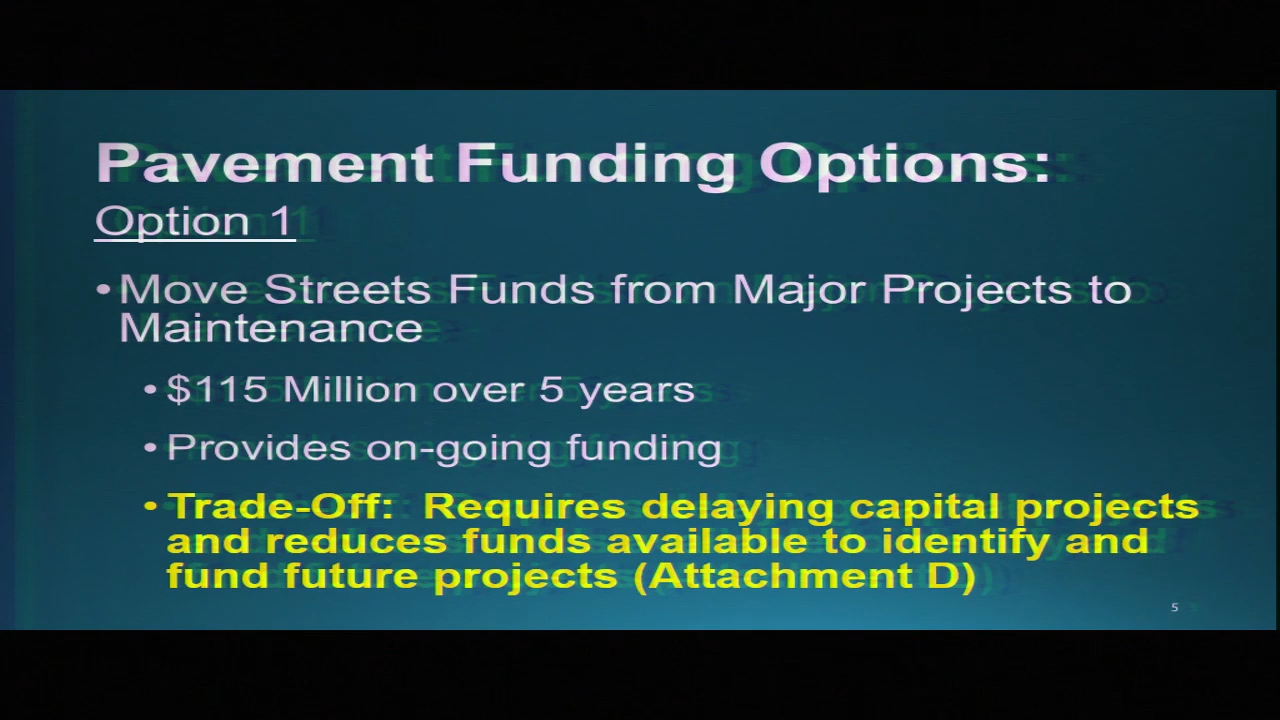 Pavement Funding Options:
Option 1
• Move Streets Funds from Major Projects to
Maintenance
• $115 Million over 5 years
• Provides on-going funding
• Trade-Off: Requires delaying capital projects
and reduces funds available to identify and
fund future projects (Attachment D)
5